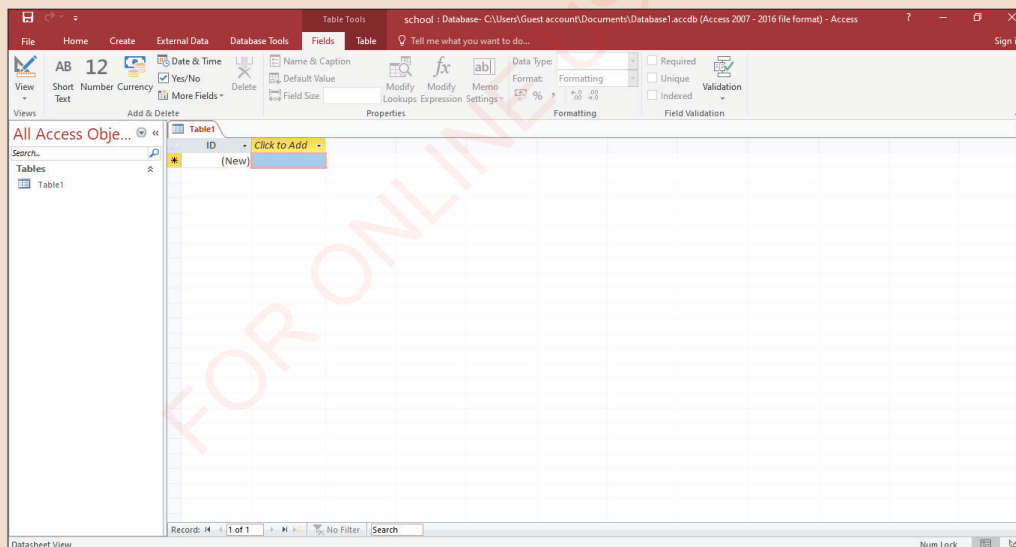 Table Tools school : Database- C:\Users\Guest account\Documents\Database1.accdb (Access 2007 - 2016 file format) - Access ?
File Home Create External Data Database Tools Fields Table Tell me what you want to do... Sign i
View
Views
AB Short Text
12 Number
Currency
Date & Time
Yes/No
More Fields
Delete
Add & Delete
Name & Caption
Default Value
Field Size
Modify Lookups
fx Modify Expression
ab Memo Settings
Properties
Data Type:
Format: Formatting
% , .00 .00 .0
Formatting
Required
Unique
Indexed
Validation
Field Validation
All Access Obje... «
Search...
Tables
Table1
Table1
ID Click to Add
* (New)
Record: 1 of 1 No Filter Search
Datasheet View Num Lock
FOR ONLINE